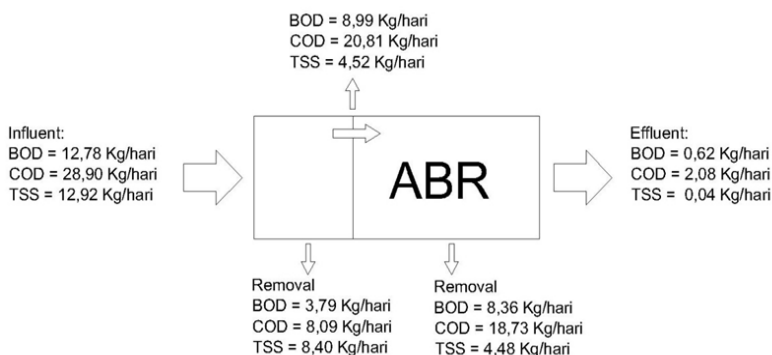 BOD = 8,99 Kg/hari
COD = 20,81 Kg/hari
TSS = 4,52 Kg/hari
Influent:
BOD = 12,78 Kg/hari
COD = 28,90 Kg/hari
TSS = 12,92 Kg/hari
ABR
Effluent:
BOD = 0,62 Kg/hari
COD = 2,08 Kg/hari
TSS = 0,04 Kg/hari
Removal
BOD = 3,79 Kg/hari
COD = 8,09 Kg/hari
TSS = 8,40 Kg/hari
Removal
BOD = 8,36 Kg/hari
COD = 18,73 Kg/hari
TSS = 4,48 Kg/hari